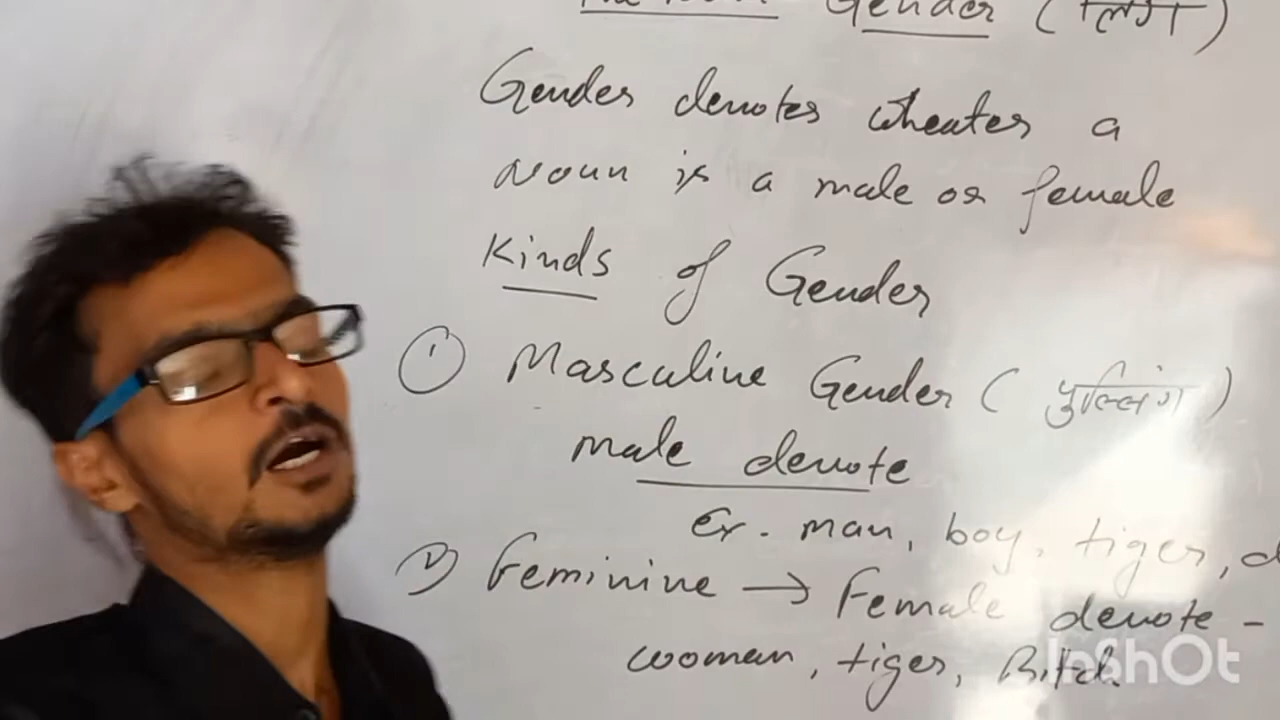 Gender (लिंग)
Gender denotes wheater a
Noun is a male or female
Kinds of Gender
① Masculine Gender ( पुर्ल्लिंग )
male denote
Ex. man, boy, tiger, d
2) Feminine → Female denote -
wooman, tiger, Bitch
InShOt